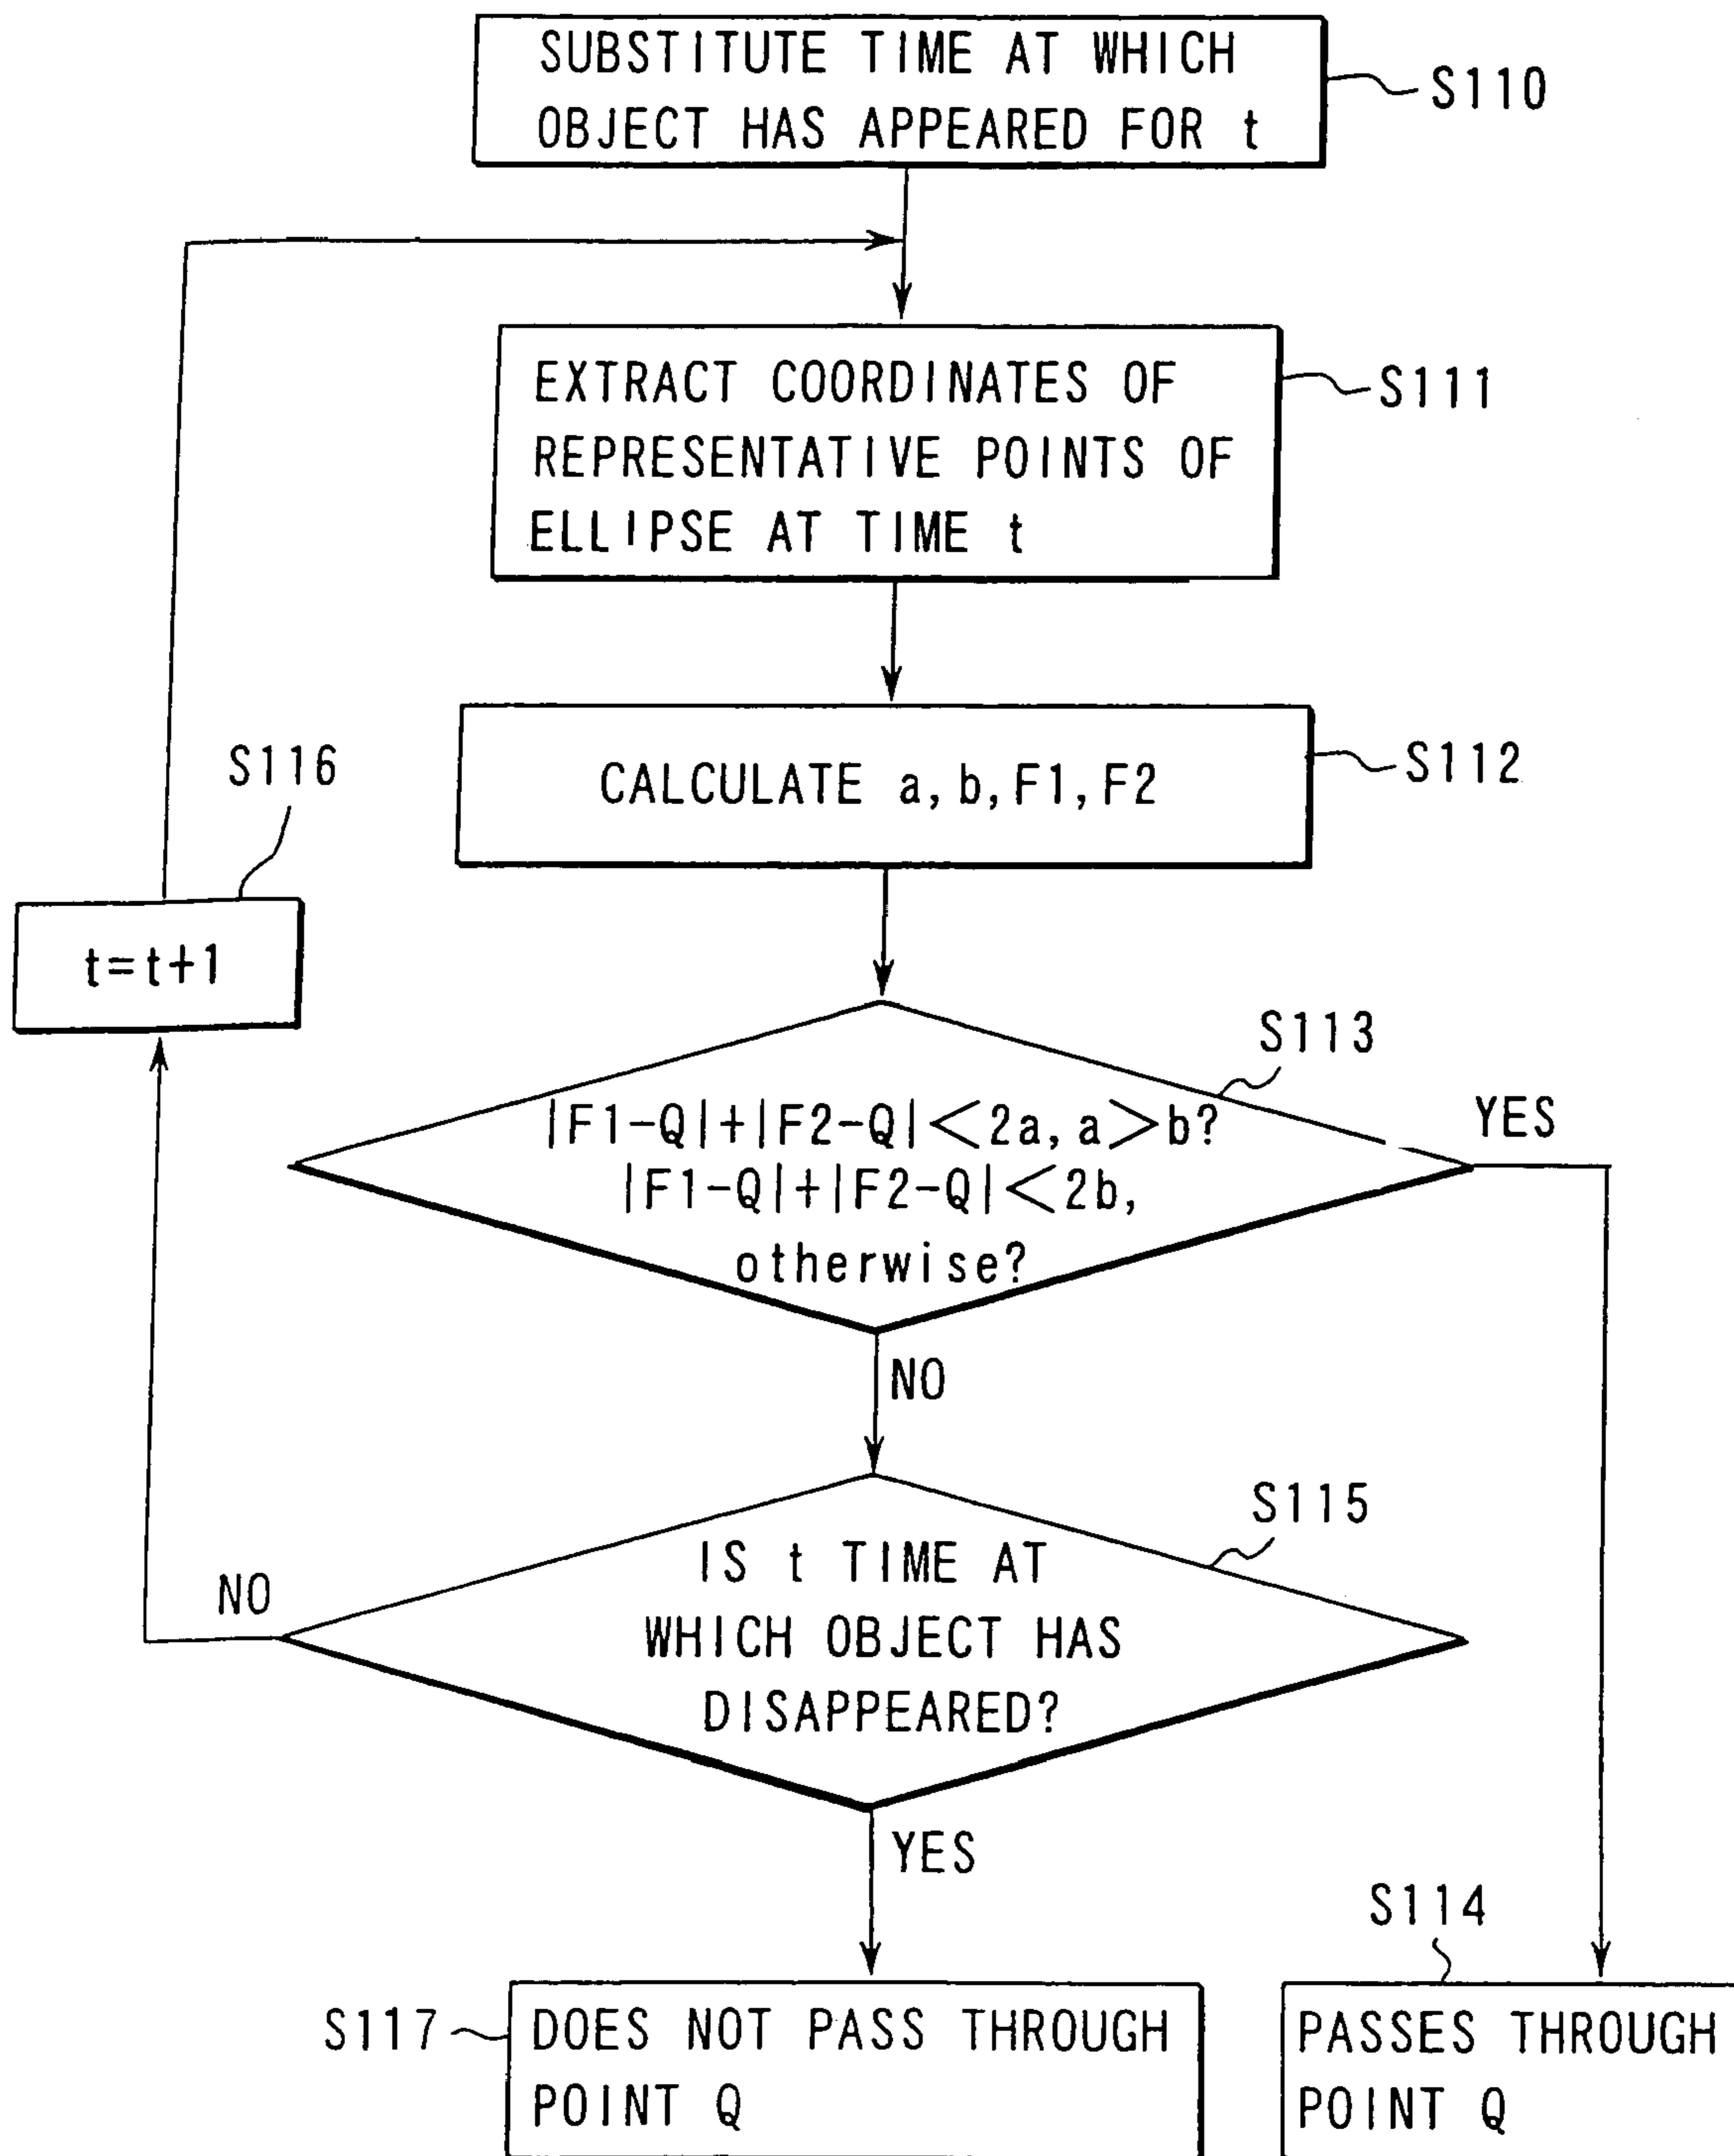 SUBSTITUTE TIME AT WHICH
OBJECT HAS APPEARED FOR t
S110
EXTRACT COORDINATES OF
REPRESENTATIVE POINTS OF
ELLIPSE AT TIME t
S111
CALCULATE a, b, F1, F2
S112
S116
t=t+1
S113
|F1-Q|+|F2-Q|<2a, a>b?
|F1-Q|+|F2-Q|<2b,
otherwise?
YES
NO
S115
IS t TIME AT
WHICH OBJECT HAS
DISAPPEARED?
NO
YES
S114
S117
DOES NOT PASS THROUGH
POINT Q
PASSES THROUGH
POINT Q